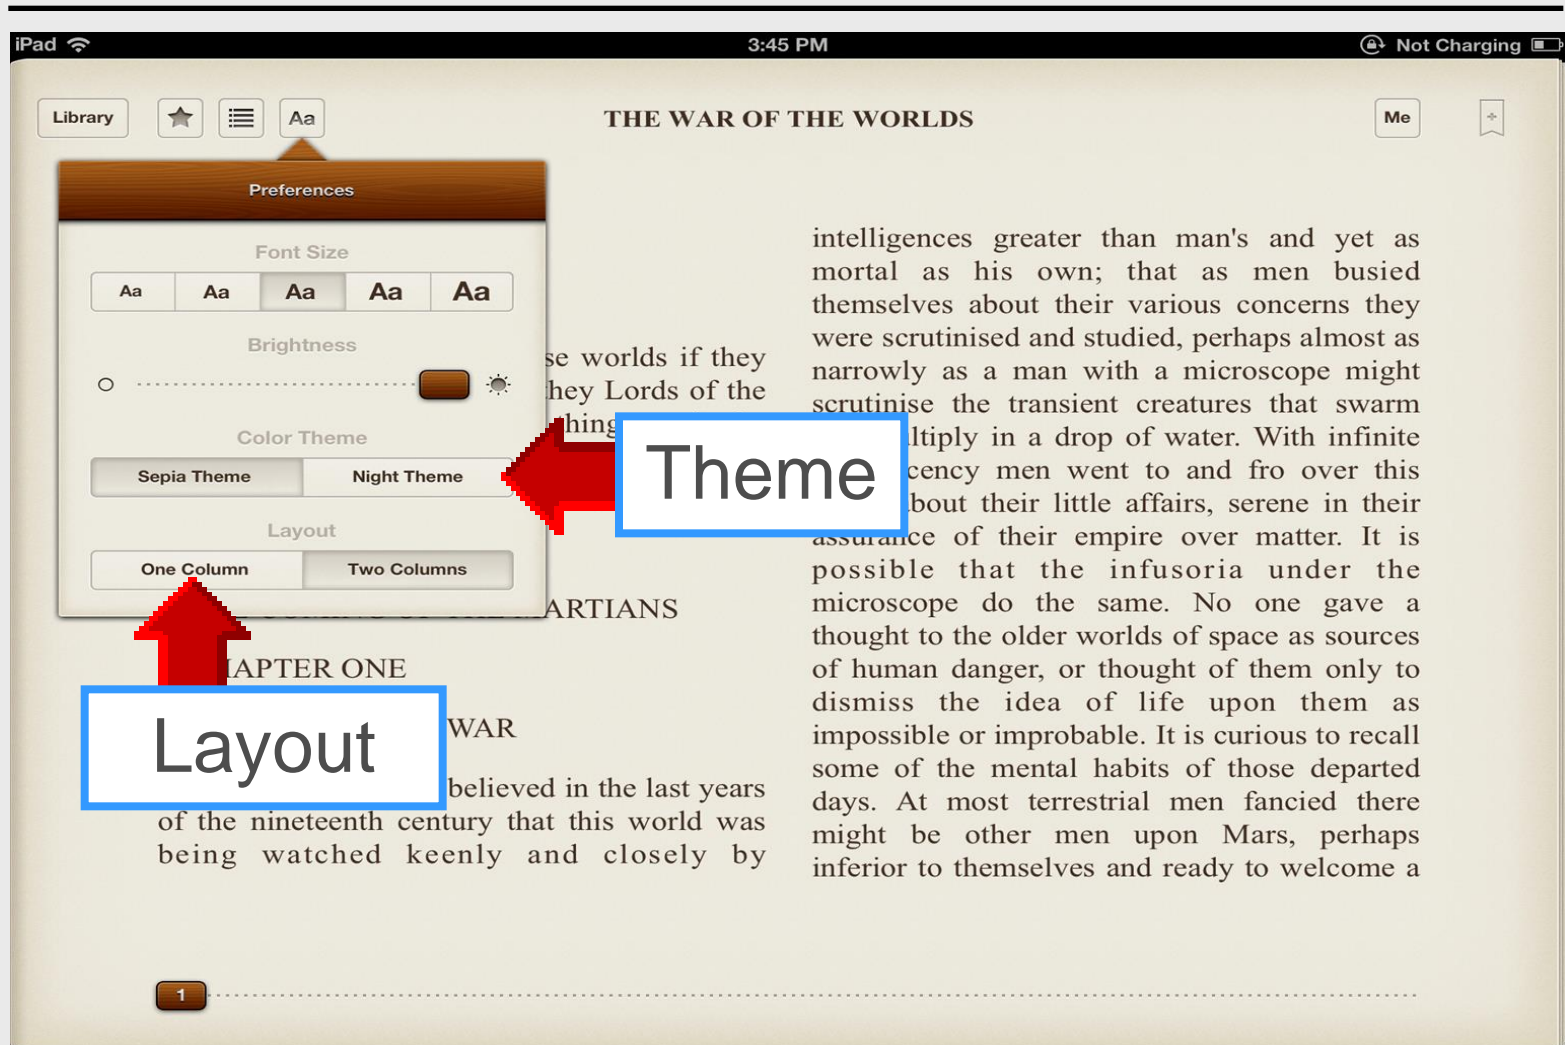 iPad
3:45 PM
Not Charging
Library
Aa
THE WAR OF THE WORLDS
Me
Preferences
Font Size
Aa Aa Aa Aa Aa
Brightness
Color Theme
Sepia Theme Night Theme
Layout
One Column Two Columns
Theme
Layout
worlds if they
Lords of the
CHAPTER ONE
WAR
believed in the last years
of the nineteenth century that this world was
being watched keenly and closely by
intelligences greater than man's and yet as
mortal as his own; that as men busied
themselves about their various concerns they
were scrutinised and studied, perhaps almost as
narrowly as a man with a microscope might
scrutinise the transient creatures that swarm
in a drop of water. With infinite
men went to and fro over this
about their little affairs, serene in their
assurance of their empire over matter. It is
possible that the infusoria under the
microscope do the same. No one gave a
thought to the older worlds of space as sources
of human danger, or thought of them only to
dismiss the idea of life upon them as
impossible or improbable. It is curious to recall
some of the mental habits of those departed
days. At most terrestrial men fancied there
might be other men upon Mars, perhaps
inferior to themselves and ready to welcome a
1